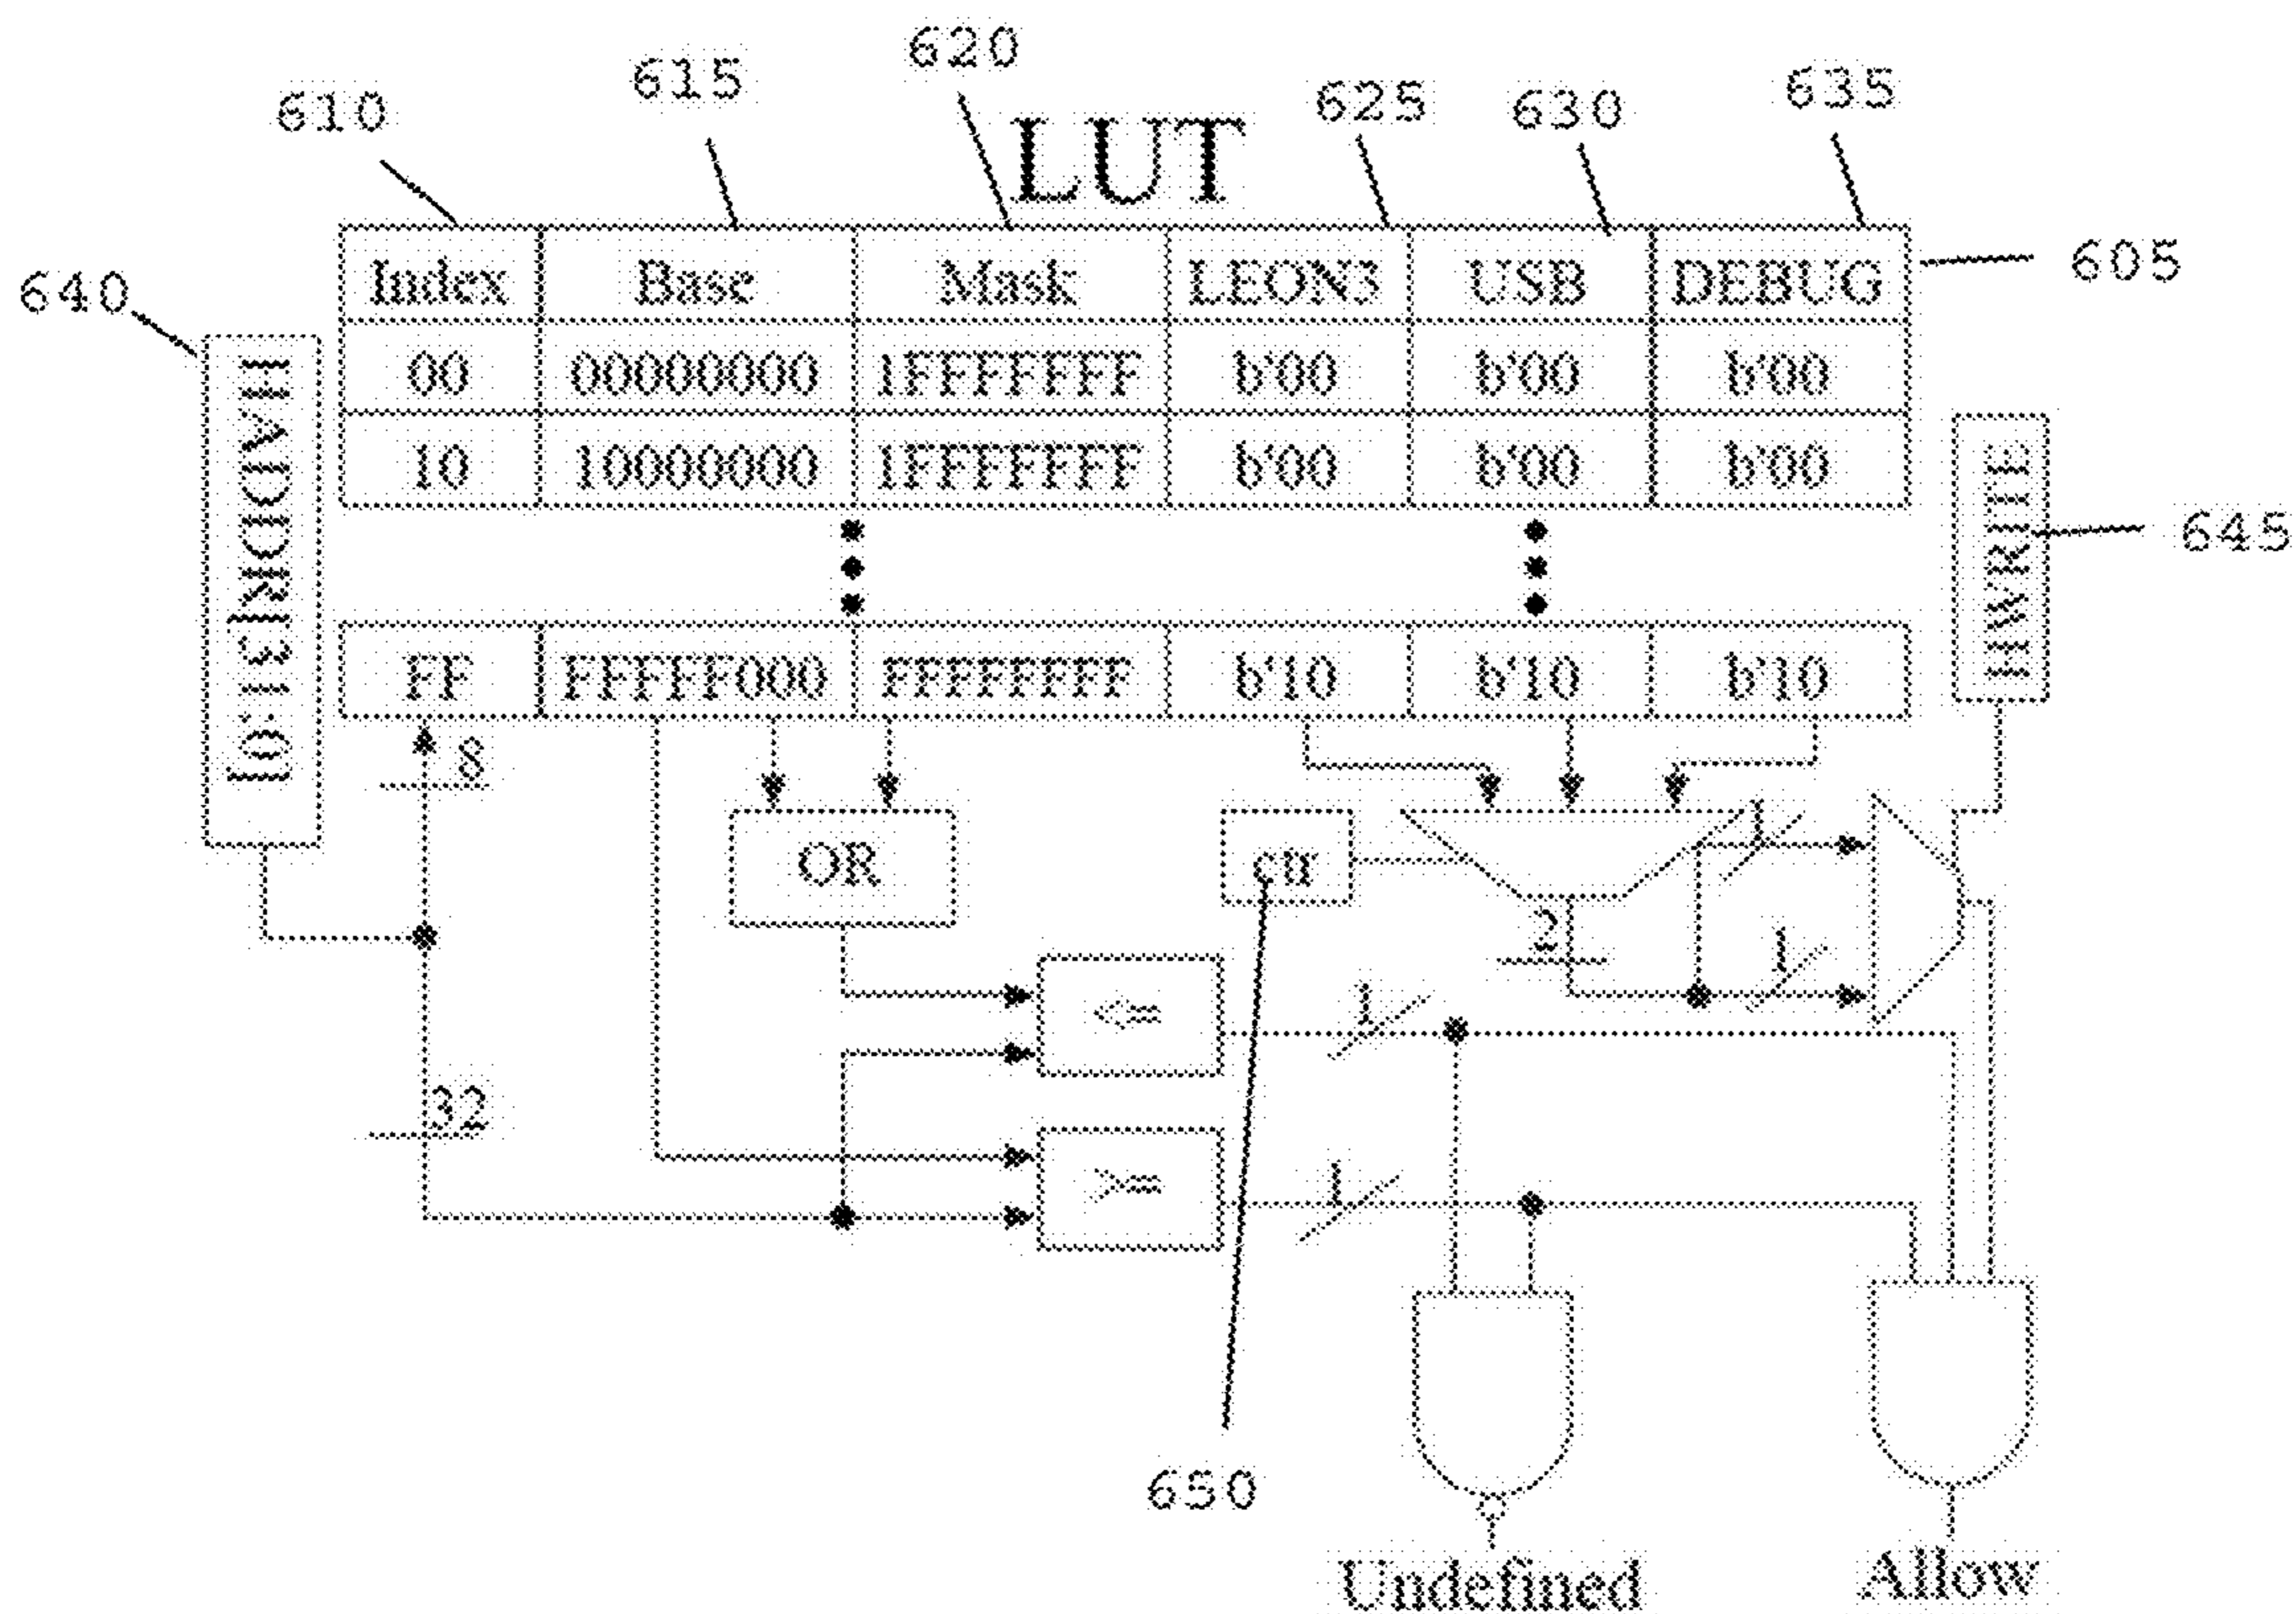 620
615
635
625
630
610
LUT
605
640
Index Base Mask LEON3 USB DEBUG
00 00000000 1FFFFFFF b'00 b'00 b'00
10 10000000 1FFFFFFF b'00 b'00 b'00
HADDR[31:0]
HWRITE
645
FF FFFFF000 FFFFFFFF b'10 b'10 b'10
8
1
OR
2
1
<=
1
32
>=
1
650
Undefined
Allow